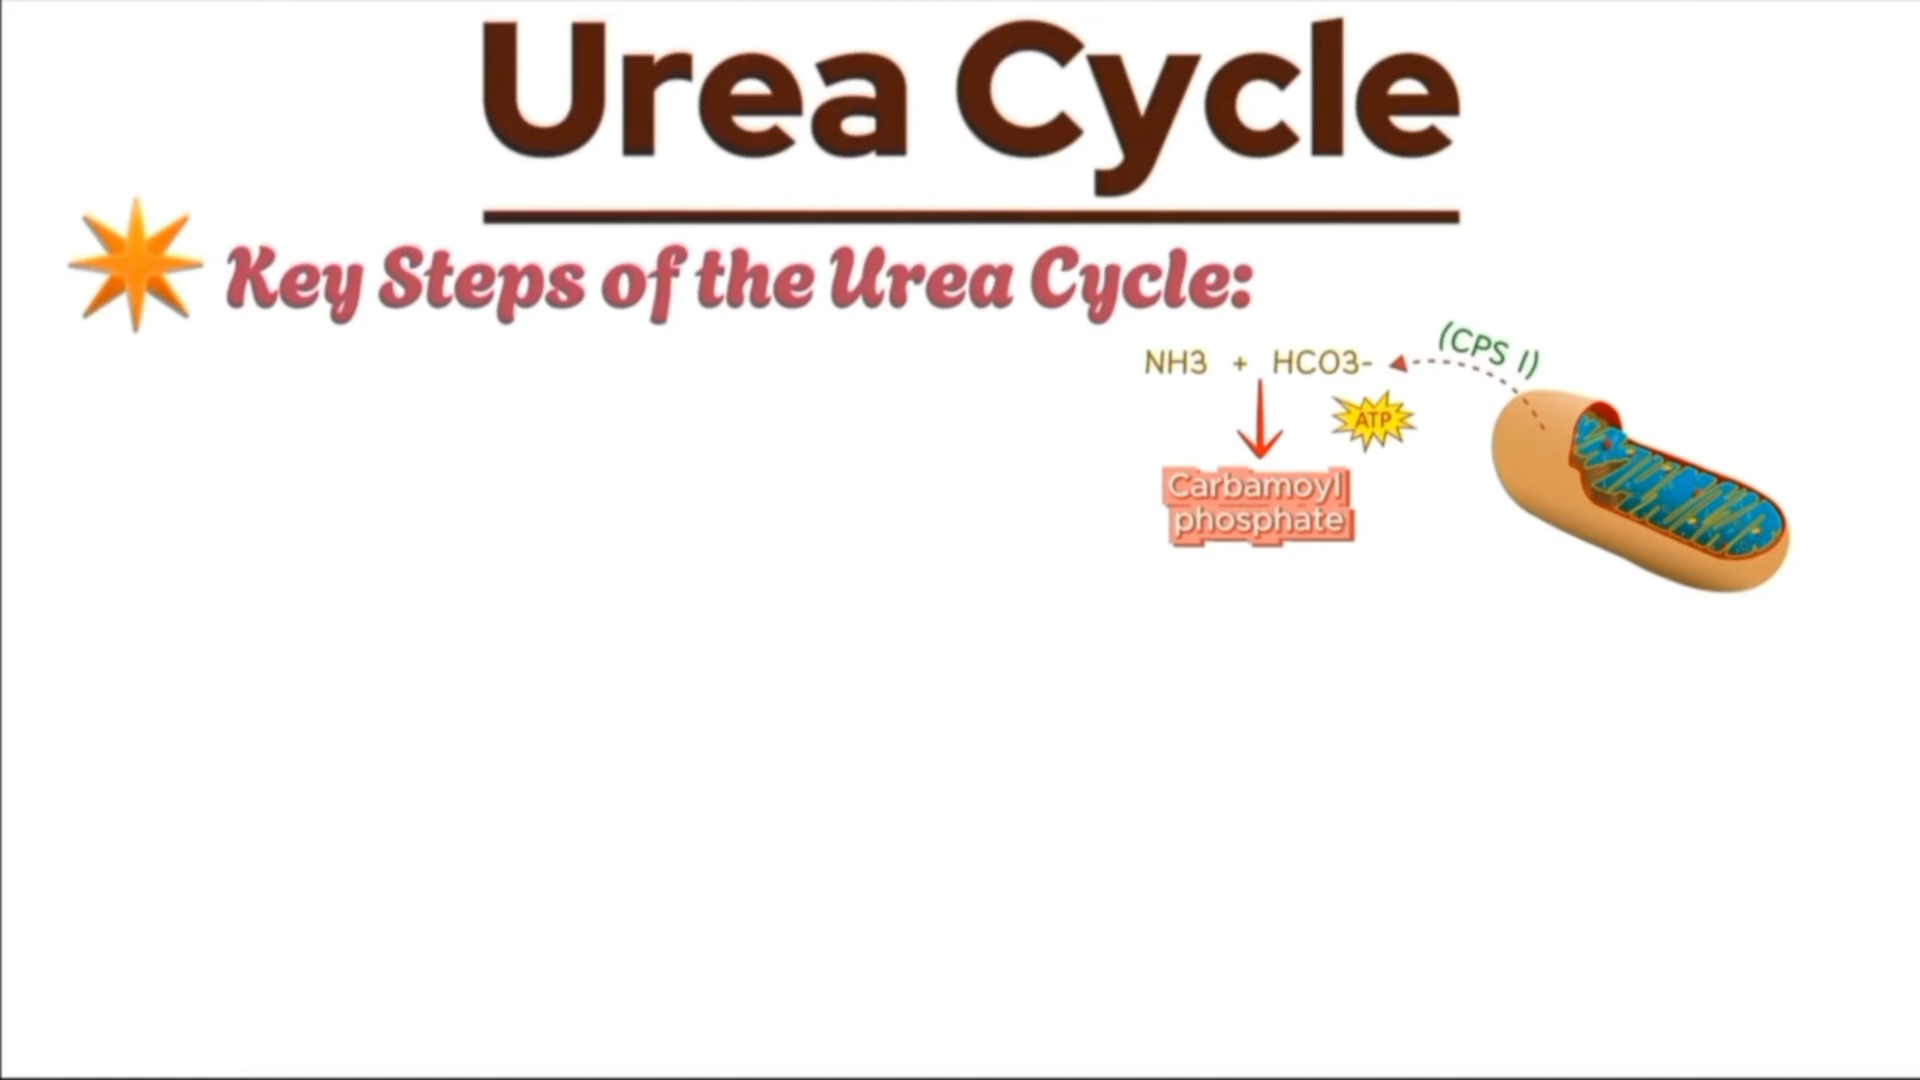 Urea Cycle
Key Steps of the Urea Cycle:
(CPS I)
NH3 + HCO3-
ATP
Carbamoyl
phosphate